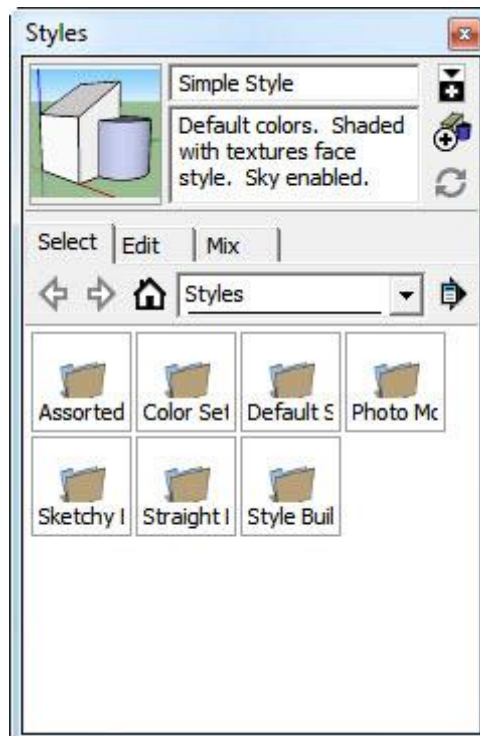 Styles
Simple Style
Default colors. Shaded
with textures face
style. Sky enabled.
Select Edit Mix
Styles
Assorted Color Set Default S Photo Mc
Sketchy I Straight I Style Buil